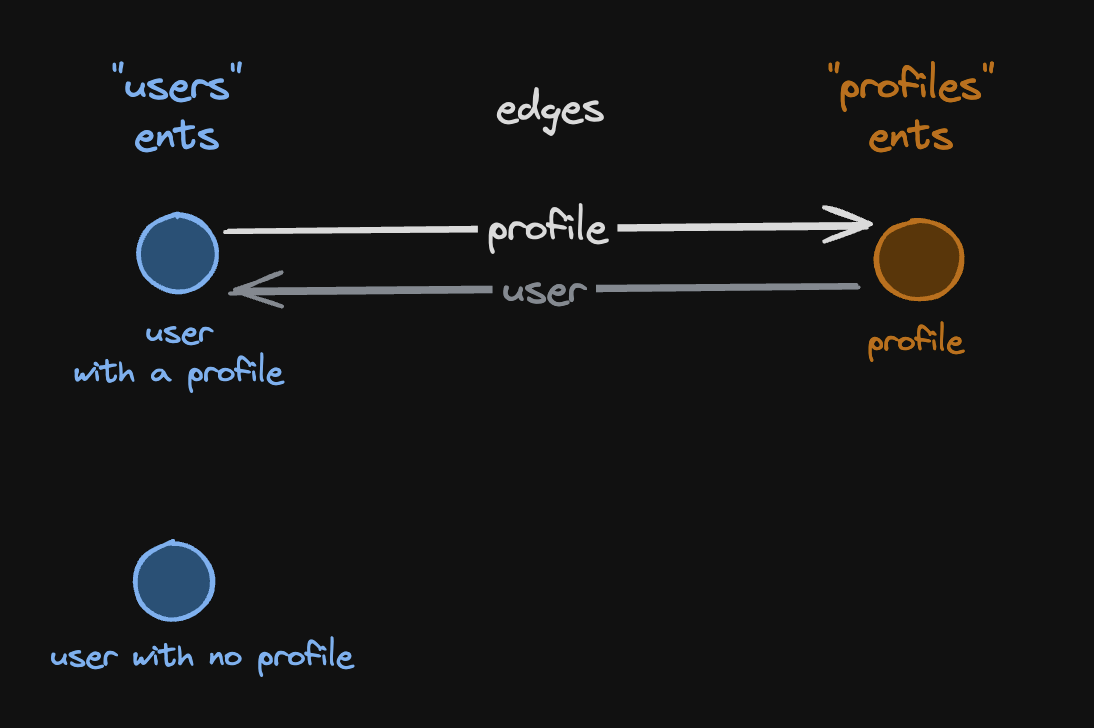 "users"
ents
edges
"profiles"
ents
profile
user
user
with a profile
profile
user with no profile